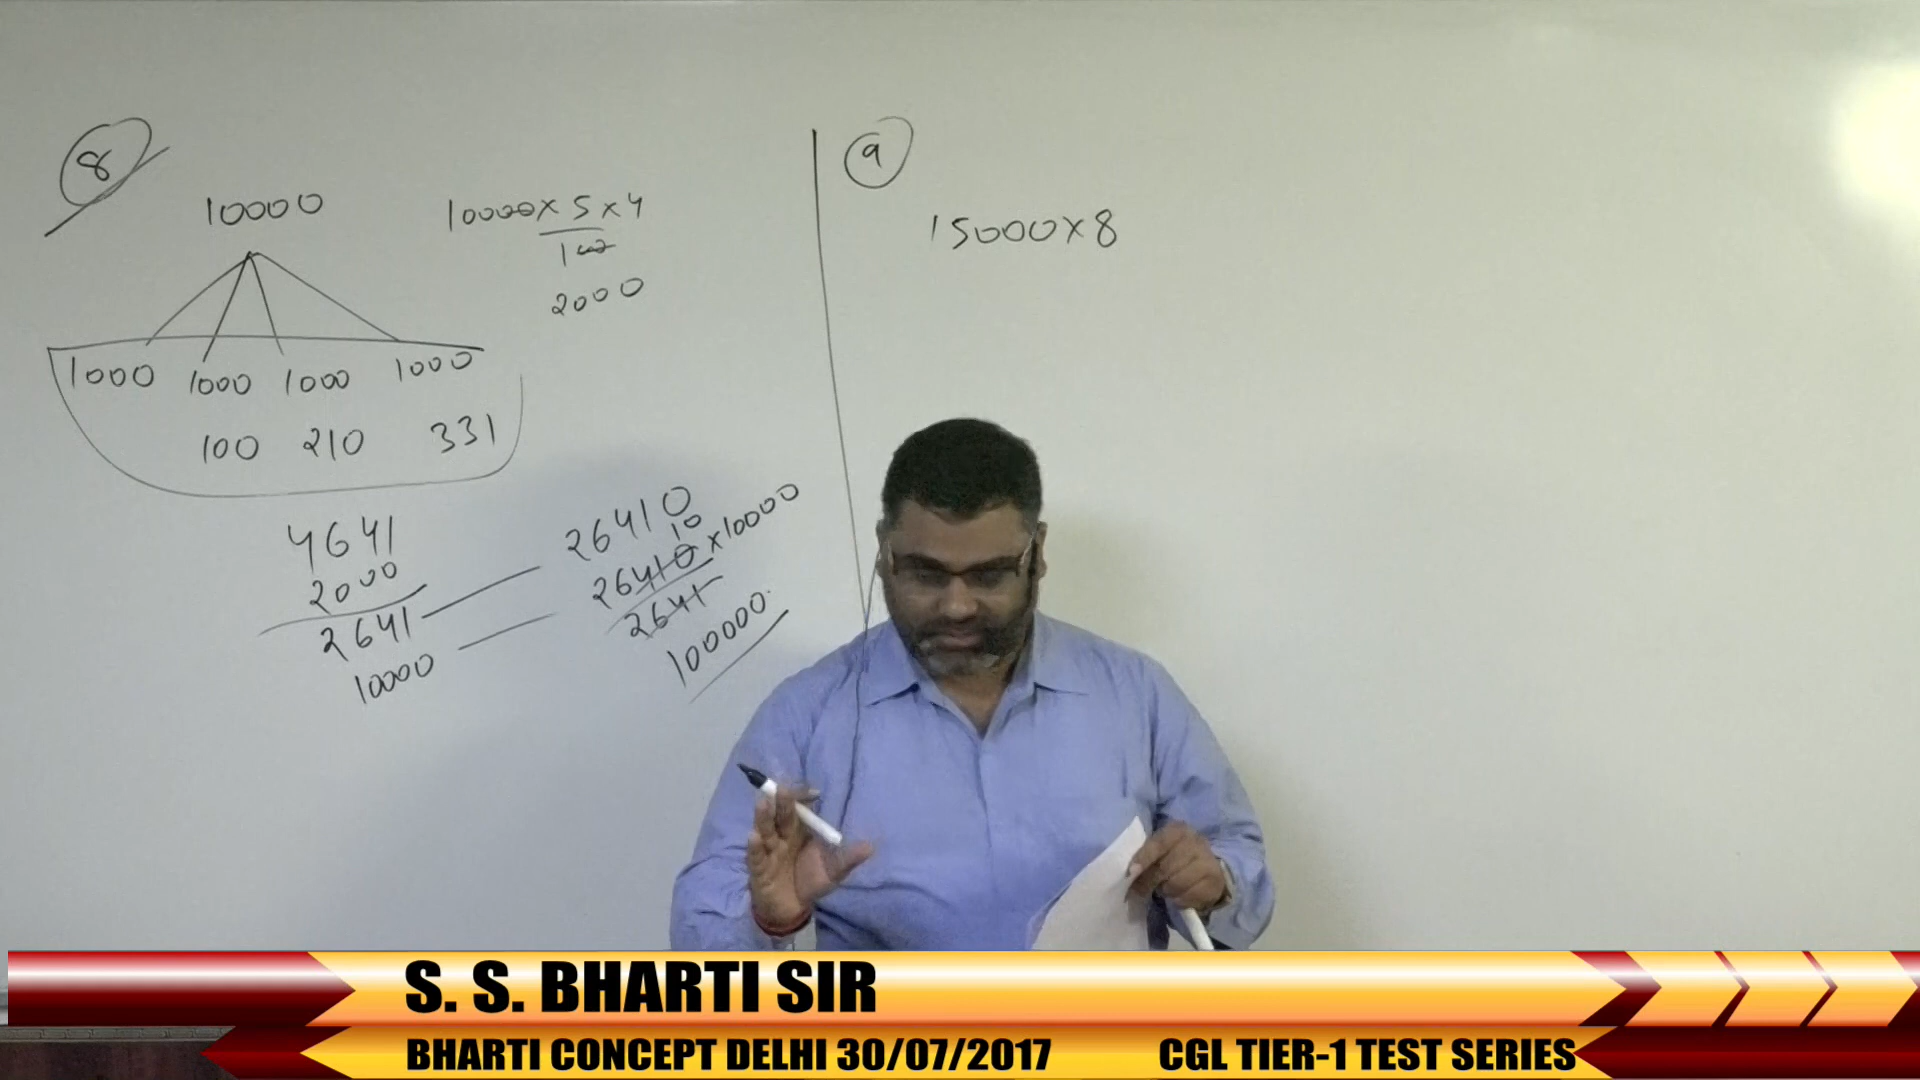 8
10000
10000 x 5 x 4
100
2000
1000 1000 1000 1000
100 210 331
4641
2000
2641
10000
26410
10
26410 x 10000
2641
100000
9
15000 x 8
S. S. BHARTI SIR
BHARTI CONCEPT DELHI 30/07/2017 CGL TIER-1 TEST SERIES